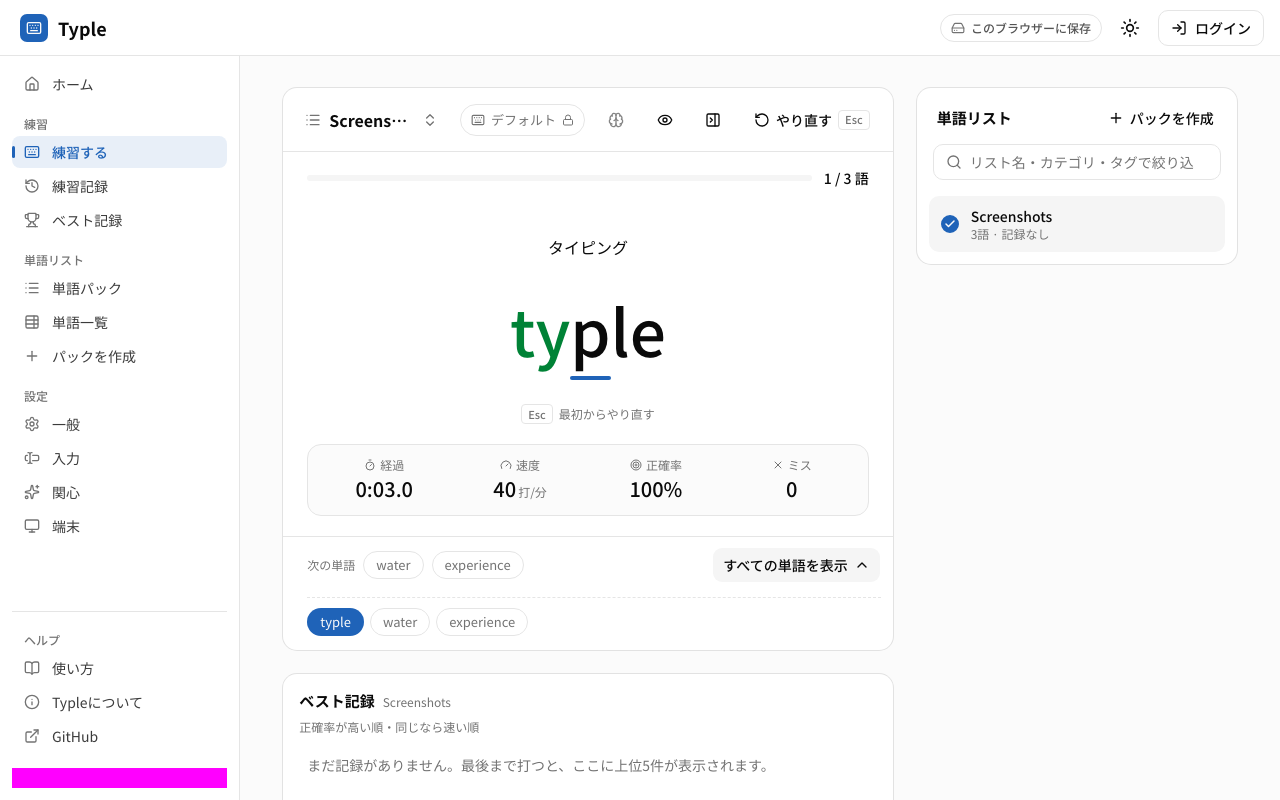 Typle
このブラウザーに保存
ログイン
ホーム
練習
練習する
練習記録
ベスト記録
単語リスト
単語パック
単語一覧
パックを作成
設定
一般
入力
関心
端末
ヘルプ
使い方
Typleについて
GitHub
Screens…
デフォルト
やり直す Esc
1 / 3 語
タイピング
typle
Esc 最初からやり直す
経過 速度 正確率 ミス
0:03.0 40打/分 100% 0
次の単語 water experience すべての単語を表示
typle water experience
ベスト記録 Screenshots
正確率が高い順・同じなら速い順
まだ記録がありません。最後まで打つと、ここに上位5件が表示されます。
単語リスト パックを作成
リスト名・カテゴリ・タグで絞り込
Screenshots
3語 · 記録なし